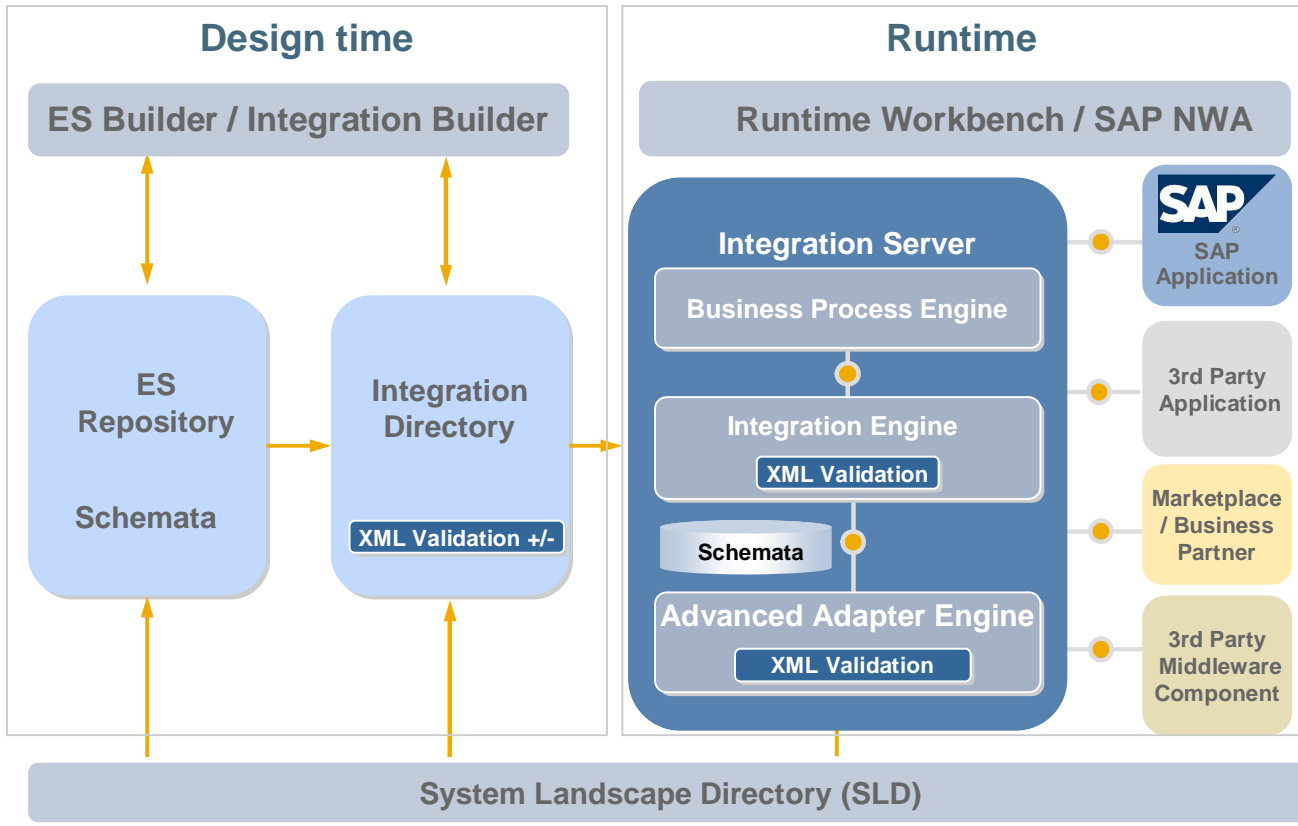 Design time
Runtime
ES Builder / Integration Builder
Runtime Workbench / SAP NWA
ES
Repository
Schemata
Integration
Directory
XML Validation +/-
Integration Server
Business Process Engine
Integration Engine
XML Validation
Schemata
Advanced Adapter Engine
XML Validation
SAP
®
SAP
Application
3rd Party
Application
Marketplace
/ Business
Partner
3rd Party
Middleware
Component
System Landscape Directory (SLD)